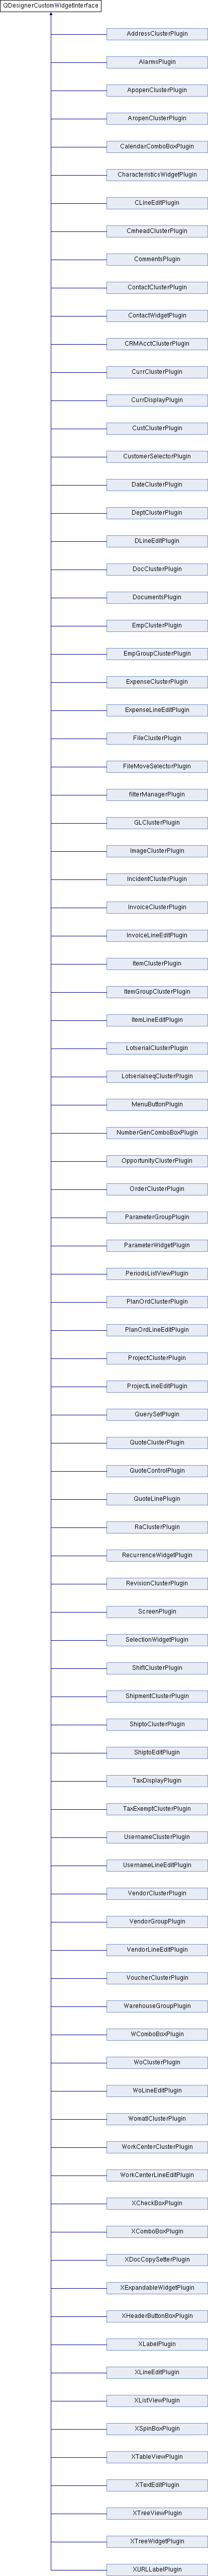 QDesignerCustomWidgetInterface
AddressClusterPlugin
AlarmsPlugin
ApopenClusterPlugin
AropenClusterPlugin
CalendarComboBoxPlugin
CharacteristicsWidgetPlugin
CLineEditPlugin
CmheadClusterPlugin
CommentsPlugin
ContactClusterPlugin
ContactWidgetPlugin
CRMAcctClusterPlugin
CurrClusterPlugin
CurrDisplayPlugin
CustClusterPlugin
CustomerSelectorPlugin
DateClusterPlugin
DeptClusterPlugin
DLineEditPlugin
DocClusterPlugin
DocumentsPlugin
EmpClusterPlugin
EmpGroupClusterPlugin
ExpenseClusterPlugin
ExpenseLineEditPlugin
FileClusterPlugin
FileMoveSelectorPlugin
filterManagerPlugin
GLClusterPlugin
ImageClusterPlugin
IncidentClusterPlugin
InvoiceClusterPlugin
InvoiceLineEditPlugin
ItemClusterPlugin
ItemGroupClusterPlugin
ItemLineEditPlugin
LotserialClusterPlugin
LotserialseqClusterPlugin
MenuButtonPlugin
NumberGenComboBoxPlugin
OpportunityClusterPlugin
OrderClusterPlugin
ParameterGroupPlugin
ParameterWidgetPlugin
PeriodsListViewPlugin
PlanOrdClusterPlugin
PlanOrdLineEditPlugin
ProjectClusterPlugin
ProjectLineEditPlugin
QuerySetPlugin
QuoteClusterPlugin
QuoteControlPlugin
QuoteLinePlugin
RaClusterPlugin
RecurrenceWidgetPlugin
RevisionClusterPlugin
ScreenPlugin
SelectionWidgetPlugin
ShiftClusterPlugin
ShipmentClusterPlugin
ShiptoClusterPlugin
ShiptoEditPlugin
TaxDisplayPlugin
TaxExemptClusterPlugin
UsernameClusterPlugin
UsernameLineEditPlugin
VendorClusterPlugin
VendorGroupPlugin
VendorLineEditPlugin
VoucherClusterPlugin
WarehouseGroupPlugin
WComboBoxPlugin
WoClusterPlugin
WoLineEditPlugin
WomatlClusterPlugin
WorkCenterClusterPlugin
WorkCenterLineEditPlugin
XCheckBoxPlugin
XComboBoxPlugin
XDocCopySetterPlugin
XExpandableWidgetPlugin
XHeaderButtonBoxPlugin
XLabelPlugin
XLineEditPlugin
XListViewPlugin
XSpinBoxPlugin
XTableViewPlugin
XTextEditPlugin
XTreeViewPlugin
XTreeWidgetPlugin
XURLLabelPlugin